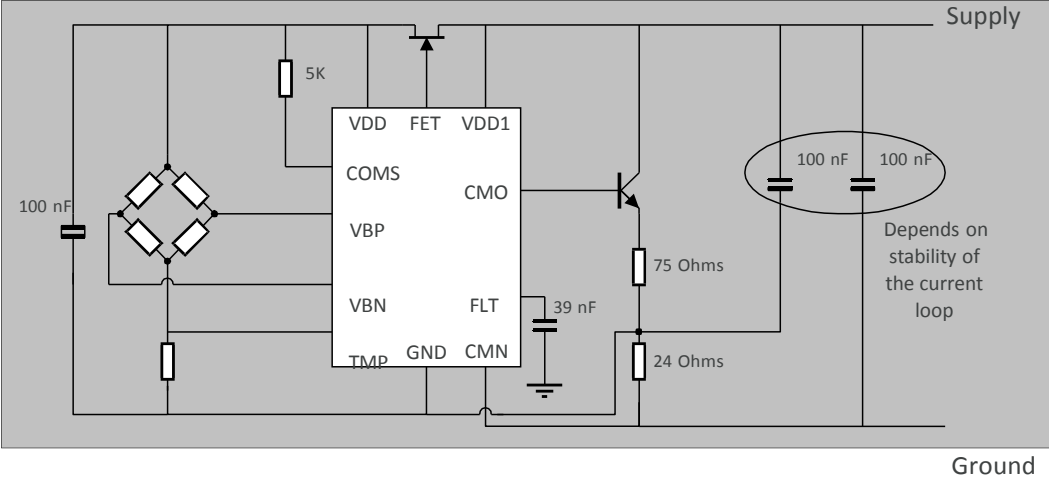 Supply
5K
VDD FET VDD1
COMS
CMO
100 nF 100 nF
100 nF
VBP
Depends on
stability of
the current
loop
75 Ohms
VBN
FLT
39 nF
TMP
GND
CMN
24 Ohms
Ground